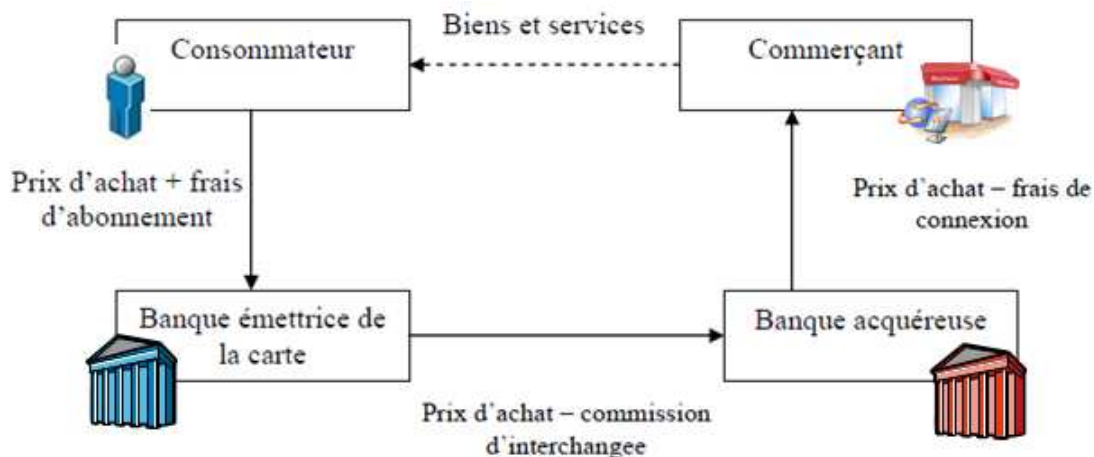 Biens et services
Consommateur
Commerçant
Prix d'achat + frais
d'abonnement
Prix d'achat – frais de
connexion
Banque émettrice de
la carte
Banque acquéreuse
Prix d'achat – commission
d'interchangee